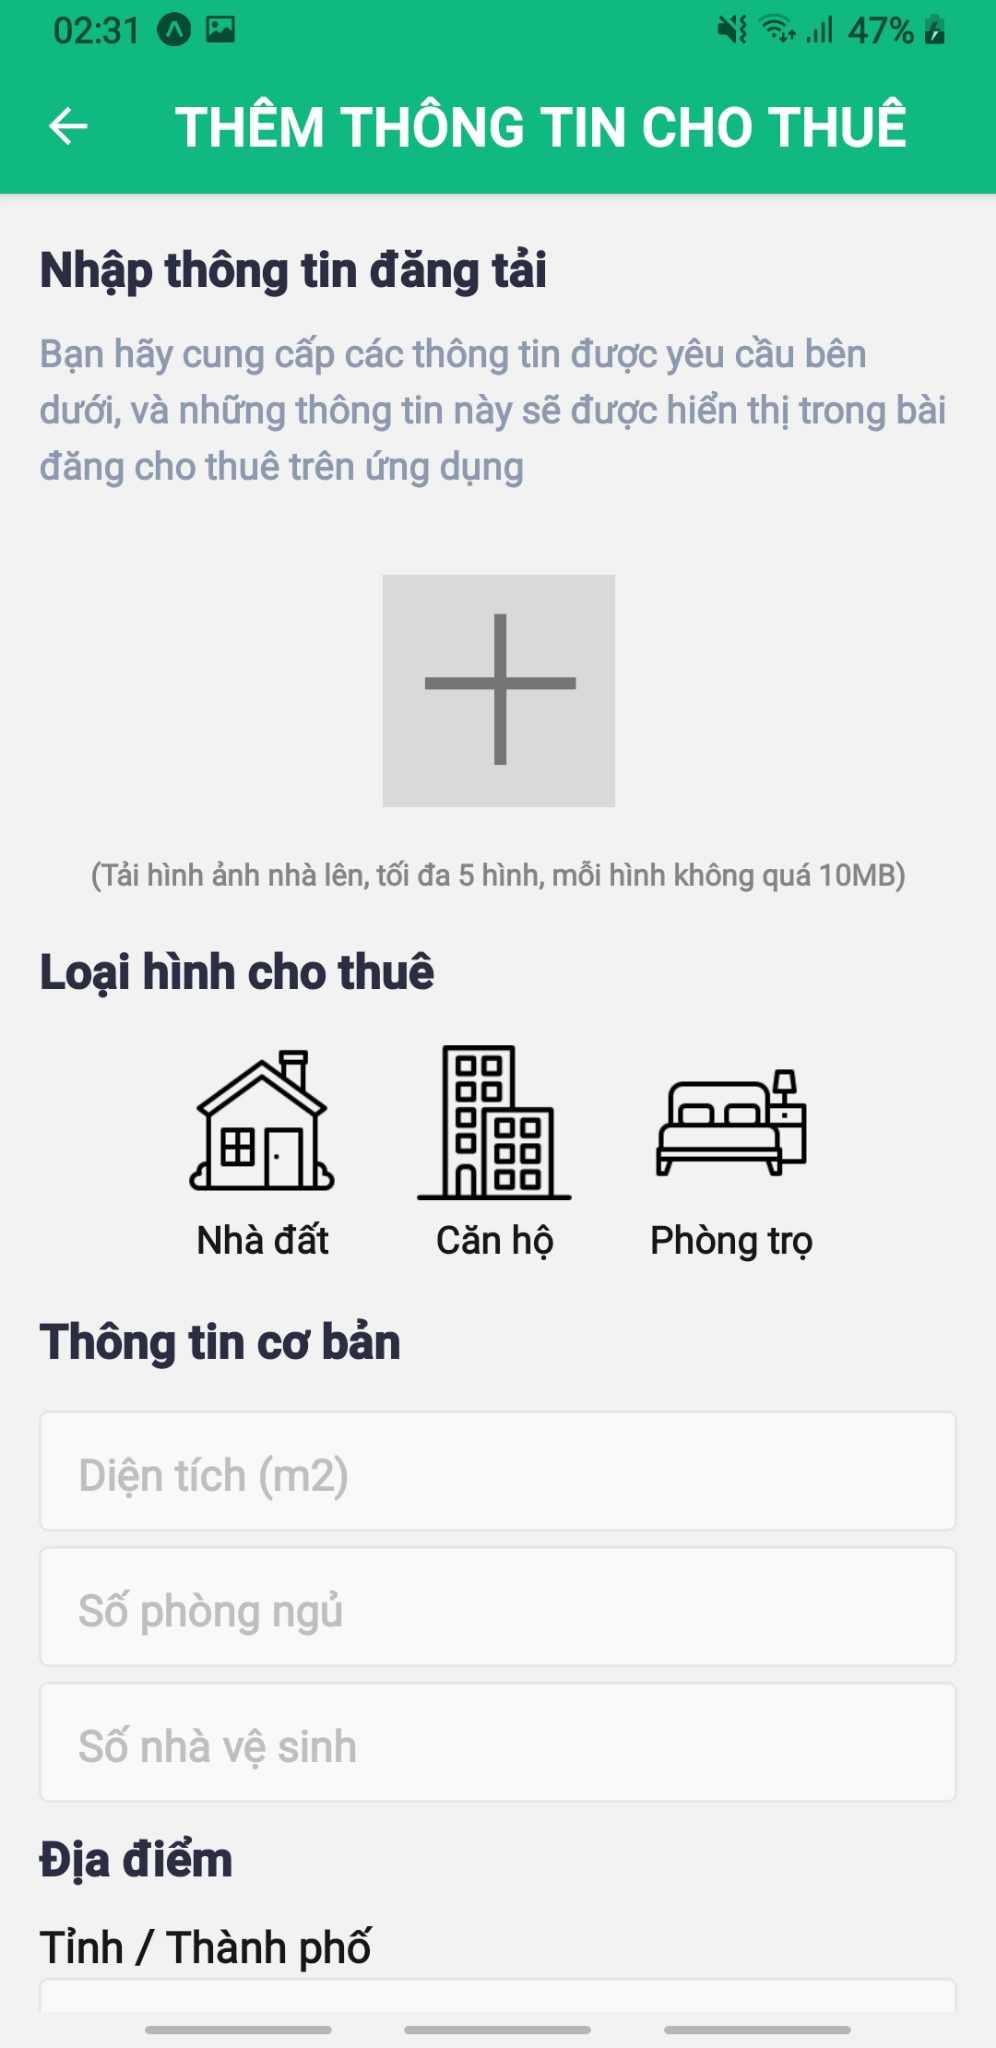 02:31
47%
THÊM THÔNG TIN CHO THUÊ
Nhập thông tin đăng tải
Bạn hãy cung cấp các thông tin được yêu cầu bên
dưới, và những thông tin này sẽ được hiển thị trong bài
đăng cho thuê trên ứng dụng
(Tải hình ảnh nhà lên, tối đa 5 hình, mỗi hình không quá 10MB)
Loại hình cho thuê
Nhà đất
Căn hộ
Phòng trọ
Thông tin cơ bản
Diện tích (m2)
Số phòng ngủ
Số nhà vệ sinh
Địa điểm
Tỉnh / Thành phố